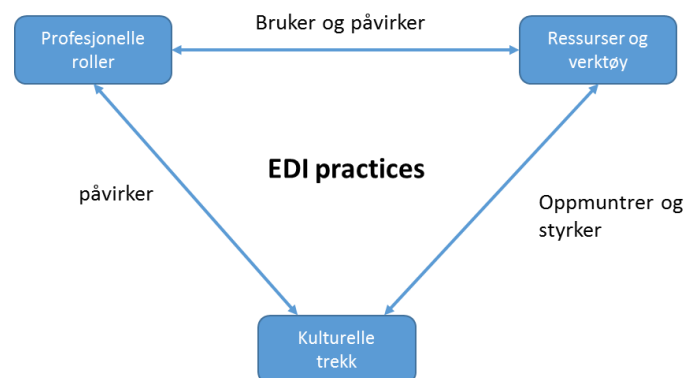 Bruker og påvirker
Profesjonelle
roller
Ressurser og
verktøy
EDI practices
påvirker
Oppmuntrer og
styrker
Kulturelle
trekk